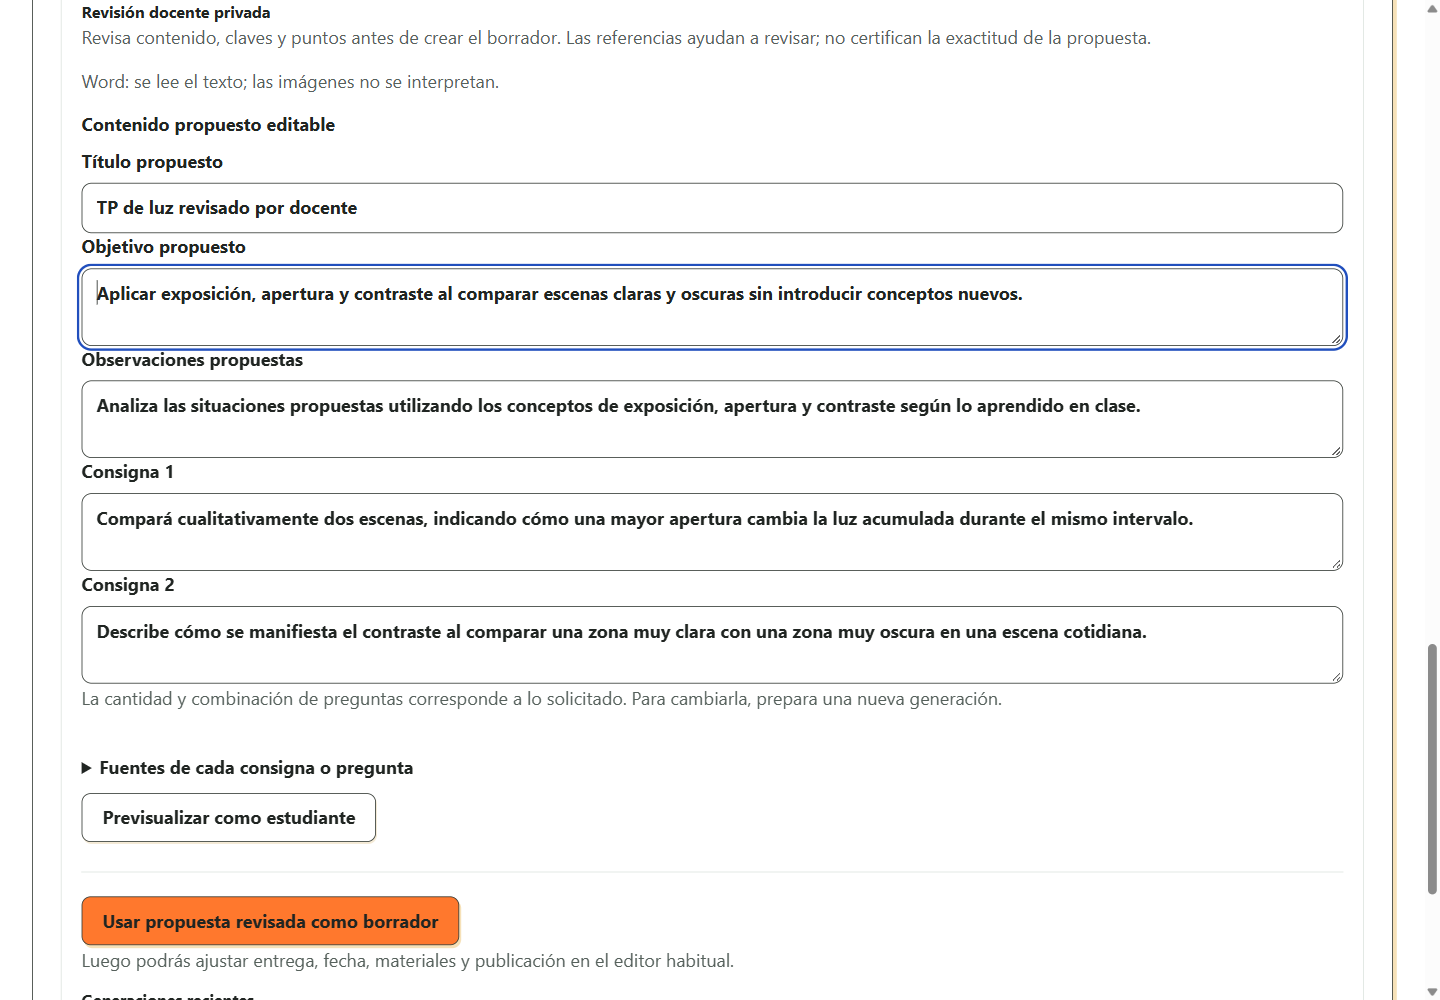 Revisión docente privada
Revisa contenido, claves y puntos antes de crear el borrador. Las referencias ayudan a revisar; no certifican la exactitud de la propuesta.
Word: se lee el texto; las imágenes no se interpretan.
Contenido propuesto editable
Título propuesto
TP de luz revisado por docente
Objetivo propuesto
Aplicar exposición, apertura y contraste al comparar escenas claras y oscuras sin introducir conceptos nuevos.
Observaciones propuestas
Analiza las situaciones propuestas utilizando los conceptos de exposición, apertura y contraste según lo aprendido en clase.
Consigna 1
Compará cualitativamente dos escenas, indicando cómo una mayor apertura cambia la luz acumulada durante el mismo intervalo.
Consigna 2
Describe cómo se manifiesta el contraste al comparar una zona muy clara con una zona muy oscura en una escena cotidiana.
La cantidad y combinación de preguntas corresponde a lo solicitado. Para cambiarla, prepara una nueva generación.
Fuentes de cada consigna o pregunta
Previsualizar como estudiante
Usar propuesta revisada como borrador
Luego podrás ajustar entrega, fecha, materiales y publicación en el editor habitual.
Generaciones recientes